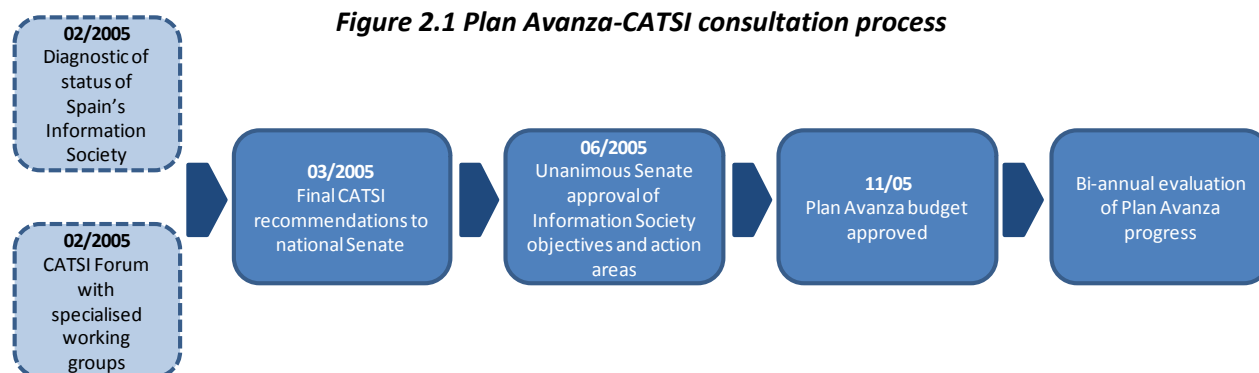 Figure 2.1 Plan Avanza-CATSI consultation process
02/2005
Diagnostic of
status of
Spain's
Information
Society
02/2005
CATSI Forum
with
specialised
working
groups
03/2005
Final CATSI
recommendations to
national Senate
06/2005
Unanimous Senate
approval of
Information Society
objectives and action
areas
11/05
Plan Avanza budget
approved
Bi-annual evaluation
of Plan Avanza
progress